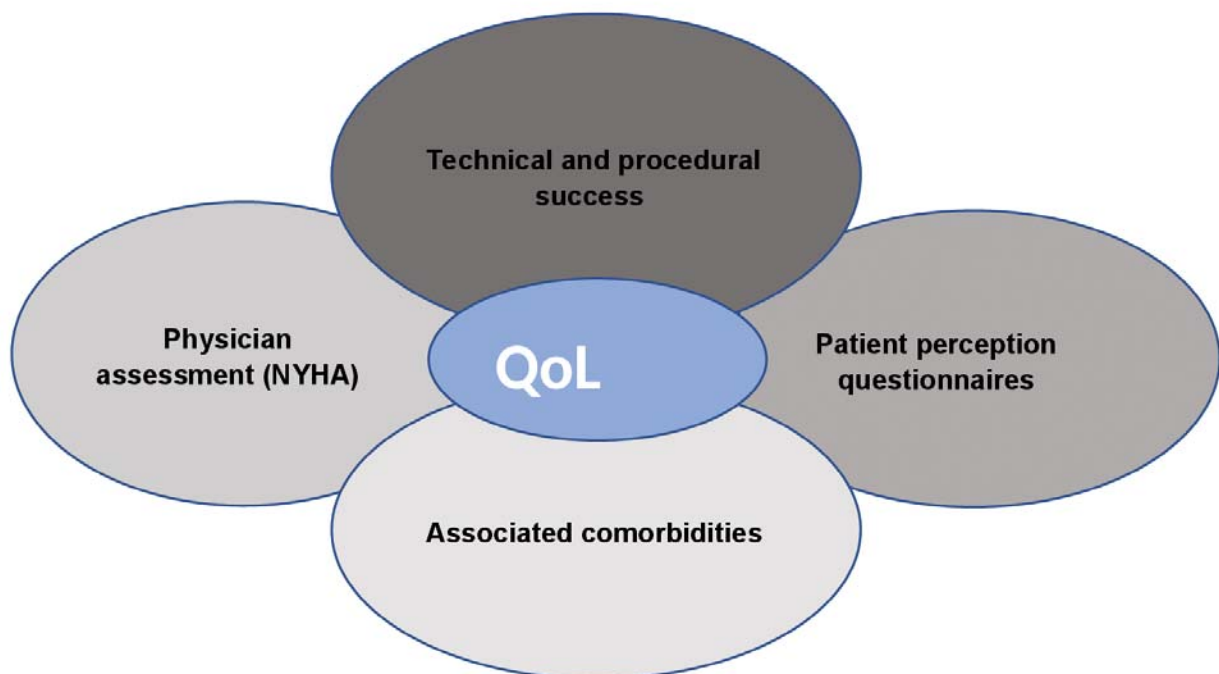 Technical and procedural
success
Physician
assessment (NYHA)
QoL
Patient perception
questionnaires
Associated comorbidities